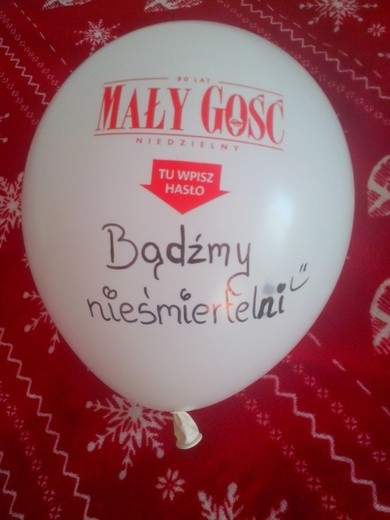 90 LAT
MAŁY GOŚĆ
NIEDZIELNY
TU WPISZ
HASŁO
Bądźmy
nieśmiertelni